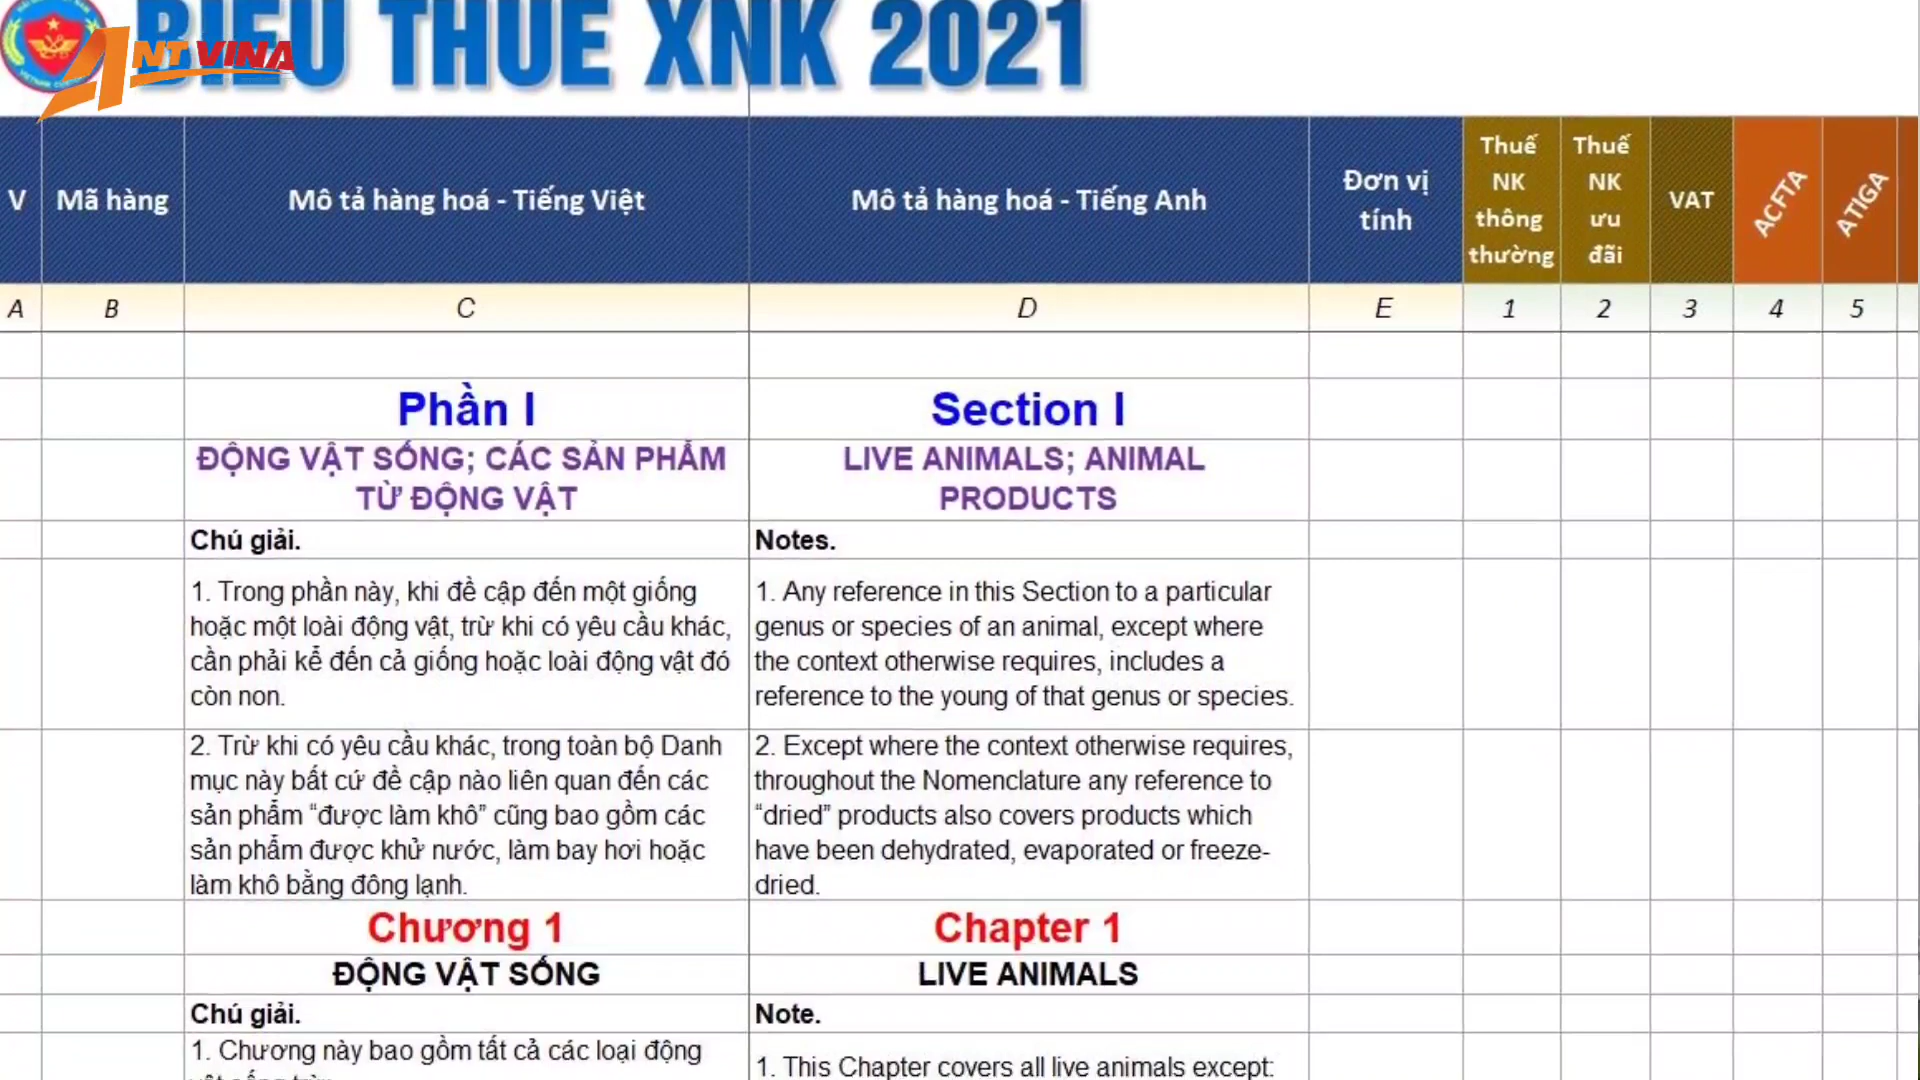 BIỂU THUẾ XNK 2021
ANTVINA
V
Mã hàng
Mô tả hàng hoá - Tiếng Việt
Mô tả hàng hoá - Tiếng Anh
Đơn vị
tính
Thuế
NK
thông
thường
Thuế
NK
ưu
đãi
VAT
ACFTA
ATIGA
A B C D E 1 2 3 4 5
Phần I
Section I
ĐỘNG VẬT SỐNG; CÁC SẢN PHẨM
TỪ ĐỘNG VẬT
LIVE ANIMALS; ANIMAL
PRODUCTS
Chú giải.
Notes.
1. Trong phần này, khi đề cập đến một giống
hoặc một loài động vật, trừ khi có yêu cầu khác,
cần phải kể đến cả giống hoặc loài động vật đó
còn non.
1. Any reference in this Section to a particular
genus or species of an animal, except where
the context otherwise requires, includes a
reference to the young of that genus or species.
2. Trừ khi có yêu cầu khác, trong toàn bộ Danh
mục này bất cứ đề cập nào liên quan đến các
sản phẩm “được làm khô” cũng bao gồm các
sản phẩm được khử nước, làm bay hơi hoặc
làm khô bằng đông lạnh.
2. Except where the context otherwise requires,
throughout the Nomenclature any reference to
“dried” products also covers products which
have been dehydrated, evaporated or freeze-
dried.
Chương 1
Chapter 1
ĐỘNG VẬT SỐNG
LIVE ANIMALS
Chú giải.
Note.
1. Chương này bao gồm tất cả các loại động
1. This Chapter covers all live animals except: